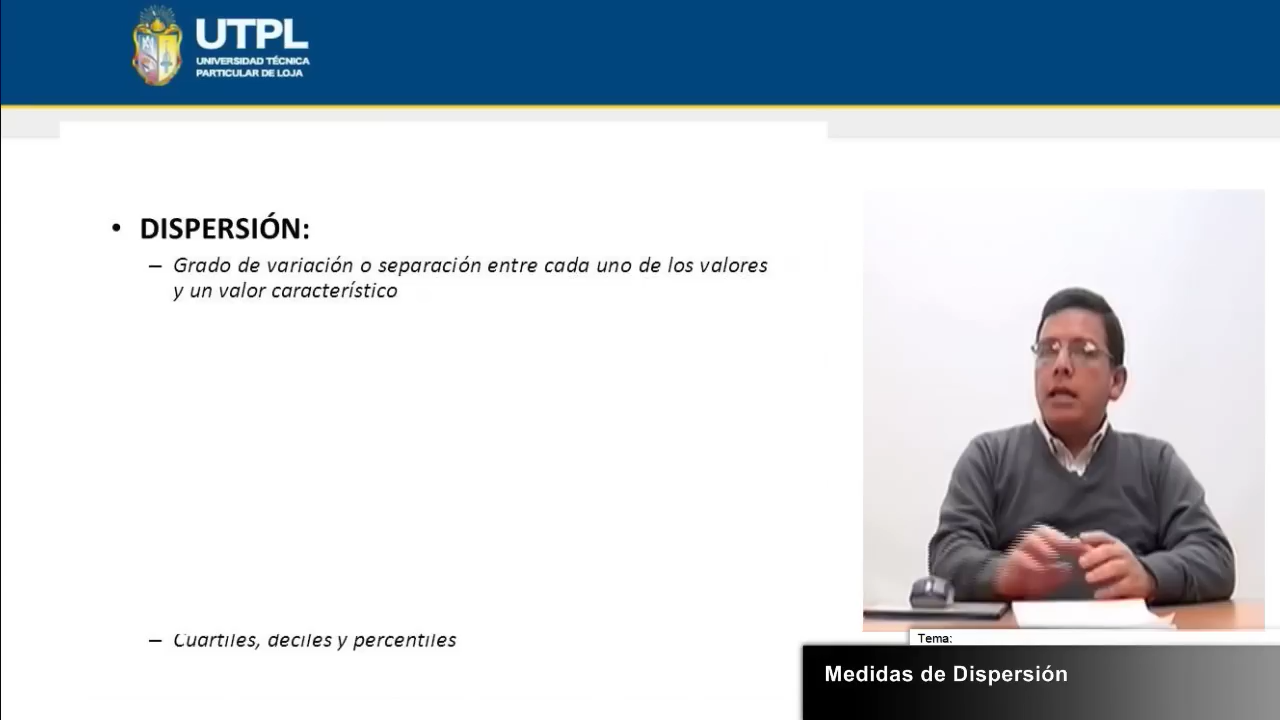 UTPL
UNIVERSIDAD TÉCNICA
PARTICULAR DE LOJA
• DISPERSIÓN:
– Grado de variación o separación entre cada uno de los valores
y un valor característico
– Cuartiles, deciles y percentiles
Tema:
Medidas de Dispersión